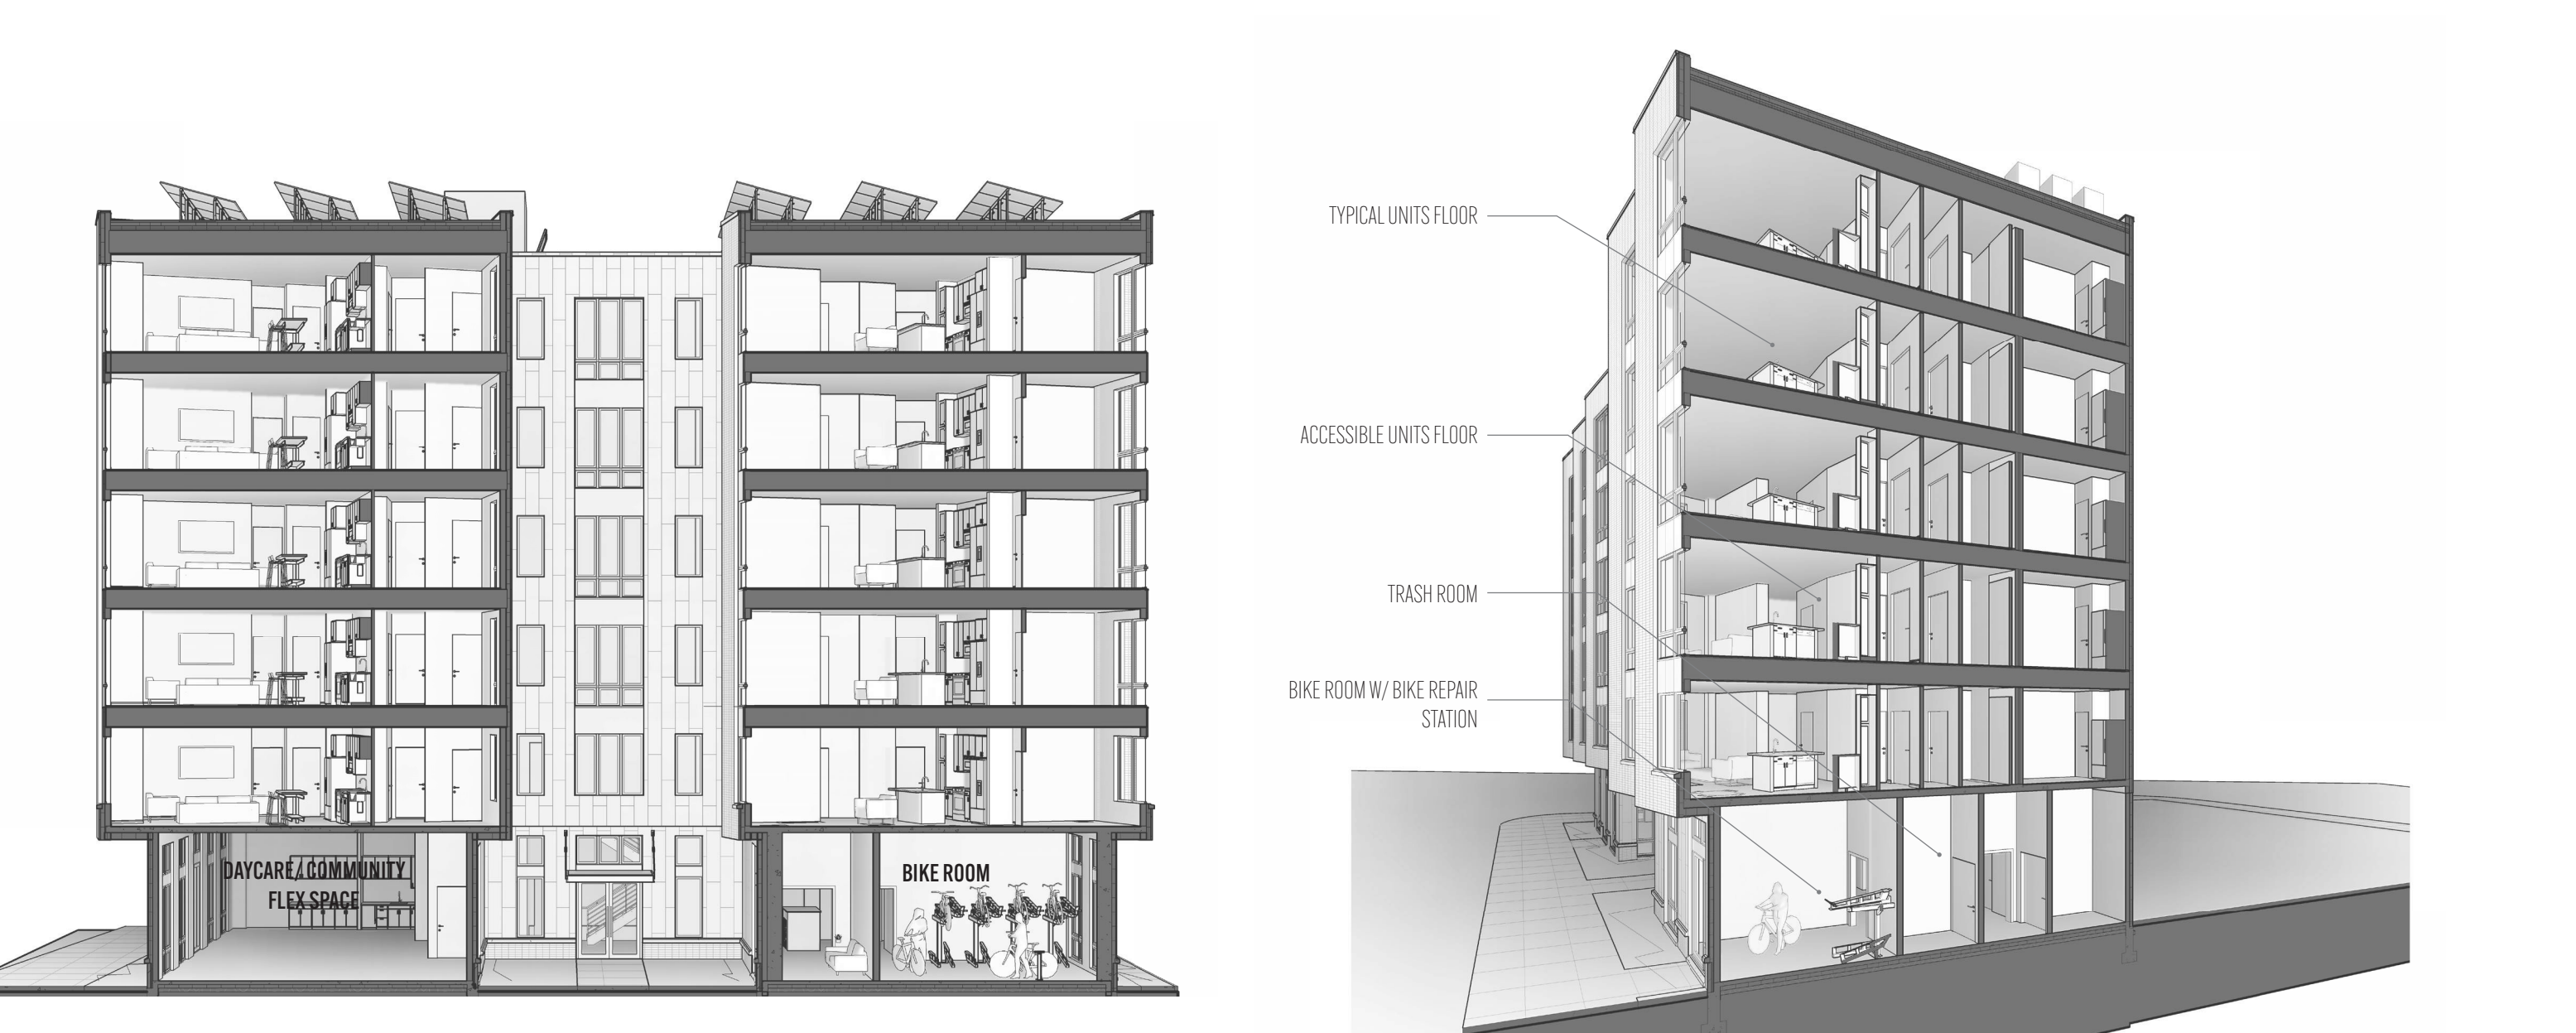 DAYCARE/ COMMUNITY
FLEX SPACE
BIKE ROOM
TYPICAL UNITS FLOOR
ACCESSIBLE UNITS FLOOR
TRASH ROOM
BIKE ROOM W/ BIKE REPAIR
STATION